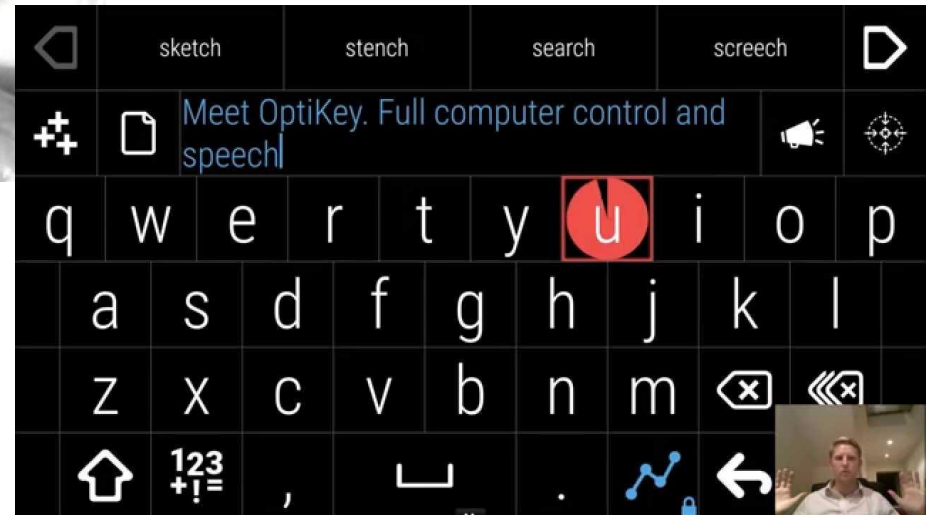 sketch stench search screech
Meet OptiKey. Full computer control and
speech
q w e r t y u i o p
a s d f g h j k l
z x c v b n m
123
+!=
, .